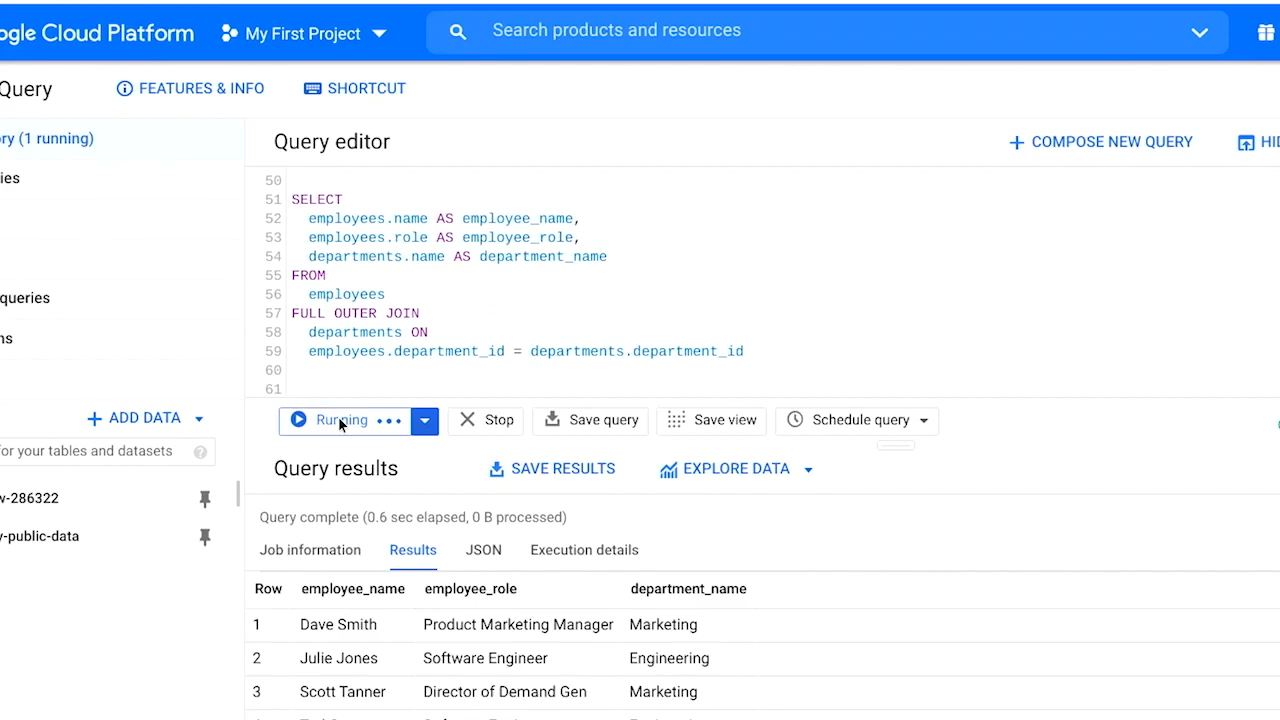 ogle Cloud Platform My First Project Search products and resources
Query FEATURES & INFO SHORTCUT
ry (1 running)
ies
queries
ns
ADD DATA
for your tables and datasets ?
w-286322
y-public-data
Query editor COMPOSE NEW QUERY HID
50
51 SELECT
52 employees.name AS employee_name,
53 employees.role AS employee_role,
54 departments.name AS department_name
55 FROM
56 employees
57 FULL OUTER JOIN
58 departments ON
59 employees.department_id = departments.department_id
60
61
Running Stop Save query Save view Schedule query
Query results SAVE RESULTS EXPLORE DATA
Query complete (0.6 sec elapsed, 0 B processed)
Job information Results JSON Execution details
Row employee_name employee_role department_name
1 Dave Smith Product Marketing Manager Marketing
2 Julie Jones Software Engineer Engineering
3 Scott Tanner Director of Demand Gen Marketing